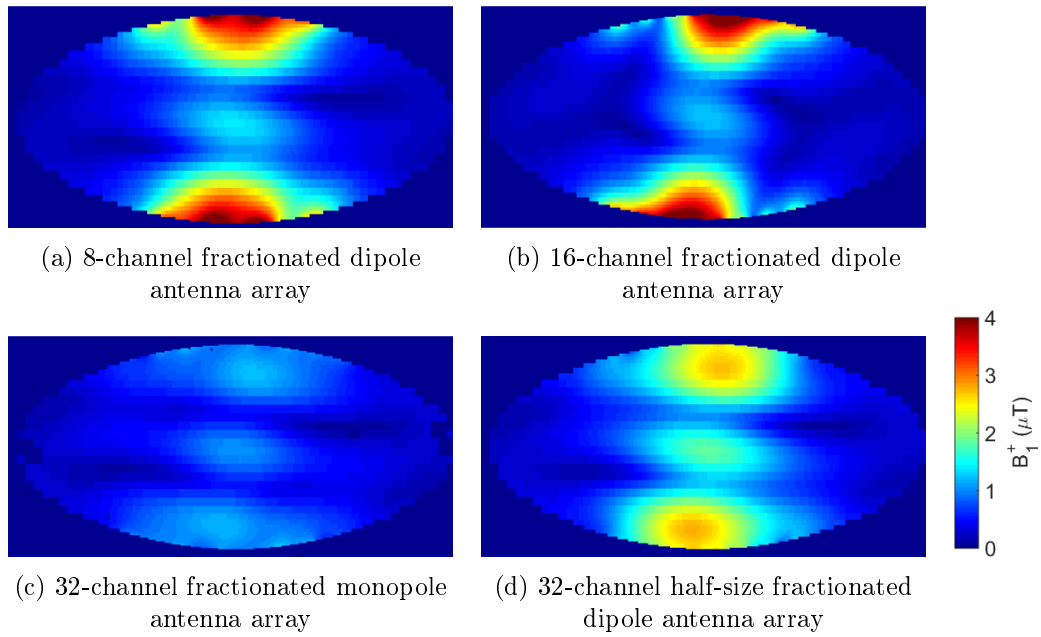 (a) 8-channel fractionated dipole
antenna array
(b) 16-channel fractionated dipole
antenna array
4
3
2
1
0
B₁⁺ (μT)
(c) 32-channel fractionated monopole
antenna array
(d) 32-channel half-size fractionated
dipole antenna array